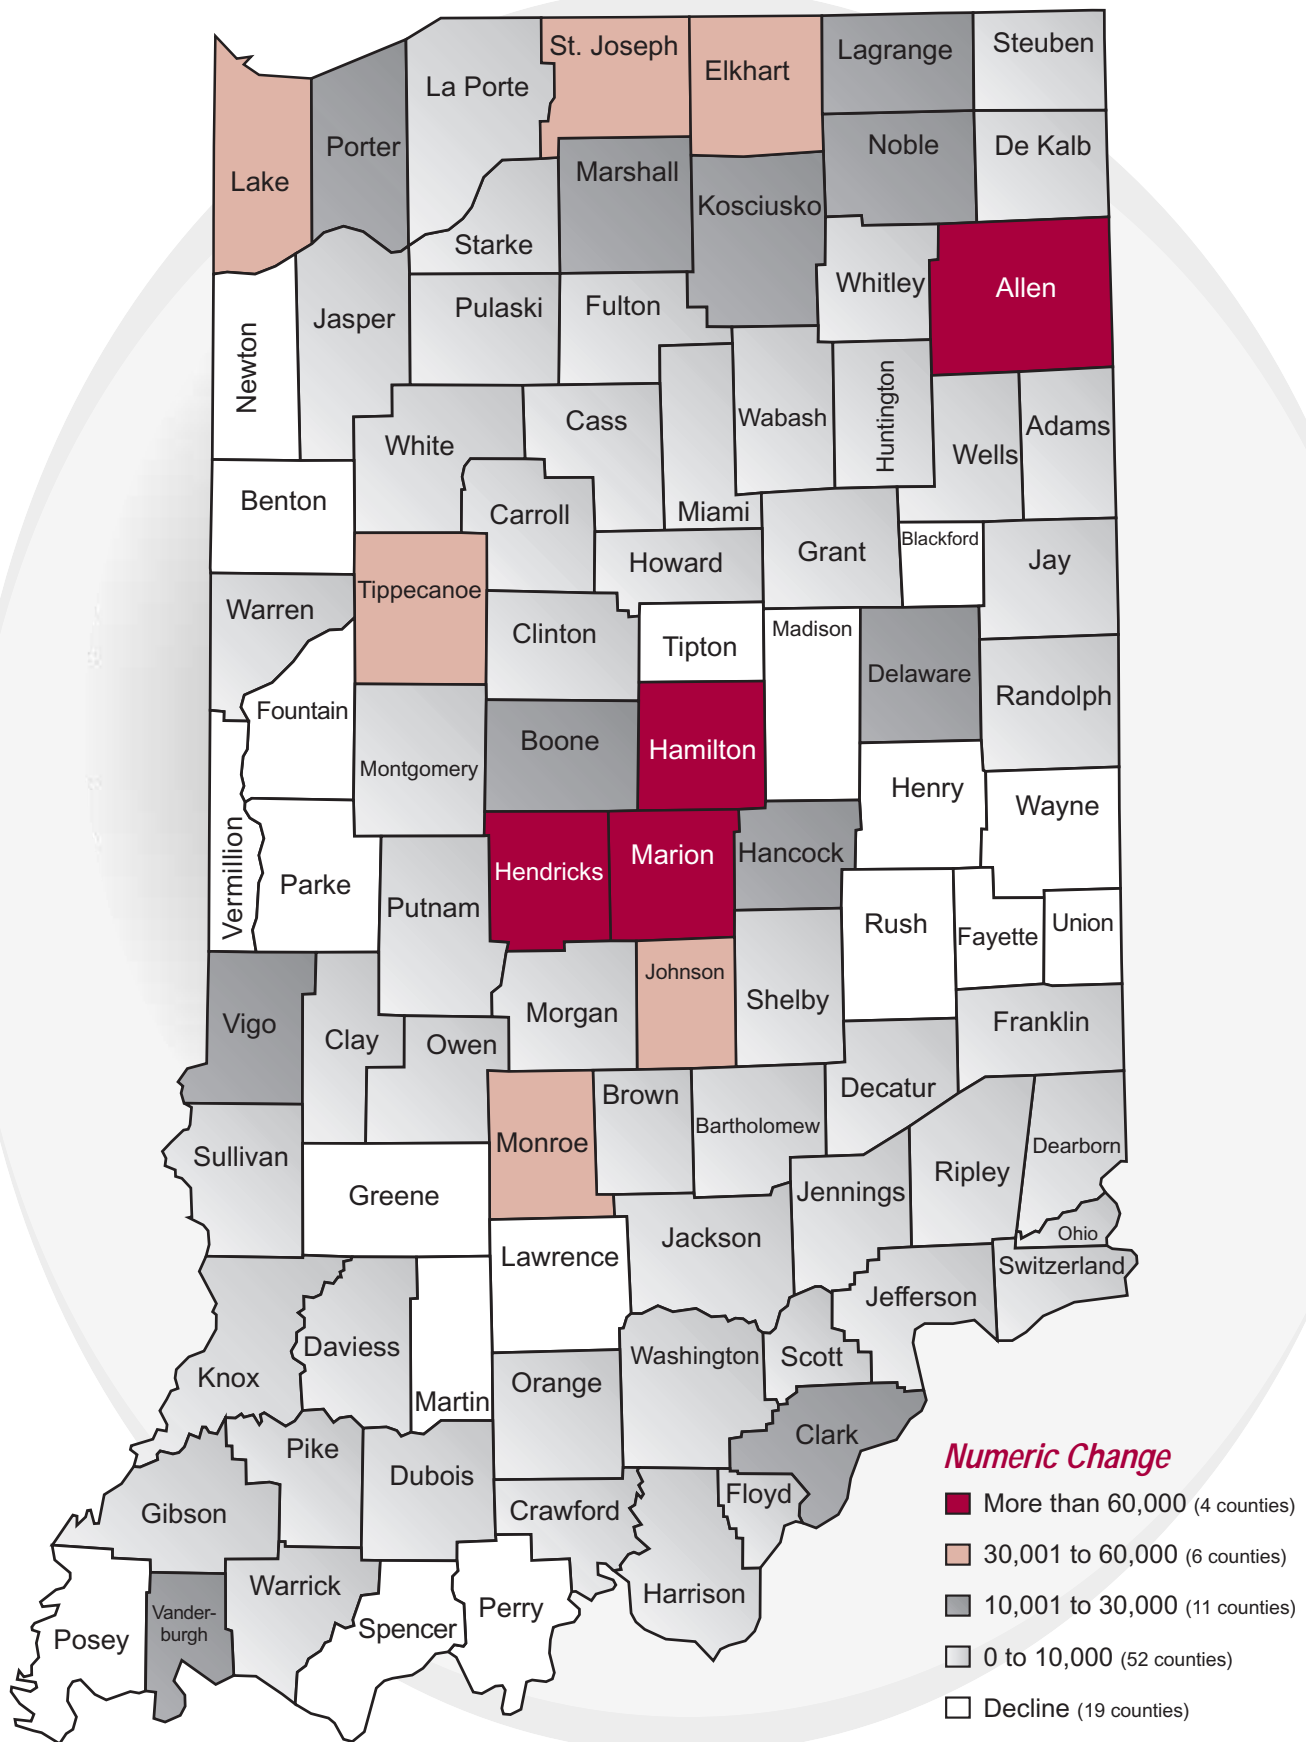 St. Joseph
Elkhart
Lagrange
Steuben
La Porte
Porter
Lake
Marshall
Noble
De Kalb
Kosciusko
Starke
Whitley
Allen
Newton
Jasper
Pulaski
Fulton
White
Cass
Wabash
Huntington
Wells
Adams
Benton
Carroll
Miami
Howard
Grant
Blackford
Jay
Warren
Tippecanoe
Clinton
Tipton
Madison
Delaware
Randolph
Fountain
Montgomery
Boone
Hamilton
Henry
Wayne
Vermillion
Parke
Putnam
Hendricks
Marion
Hancock
Rush
Fayette
Union
Vigo
Clay
Owen
Morgan
Johnson
Shelby
Franklin
Decatur
Sullivan
Greene
Monroe
Brown
Bartholomew
Jennings
Ripley
Dearborn
Ohio
Switzerland
Lawrence
Jackson
Jefferson
Knox
Daviess
Martin
Orange
Washington
Scott
Clark
Pike
Dubois
Crawford
Floyd
Gibson
Harrison
Posey
Vander-
burgh
Warrick
Spencer
Perry
Numeric Change
More than 60,000 (4 counties)
30,001 to 60,000 (6 counties)
10,001 to 30,000 (11 counties)
0 to 10,000 (52 counties)
Decline (19 counties)